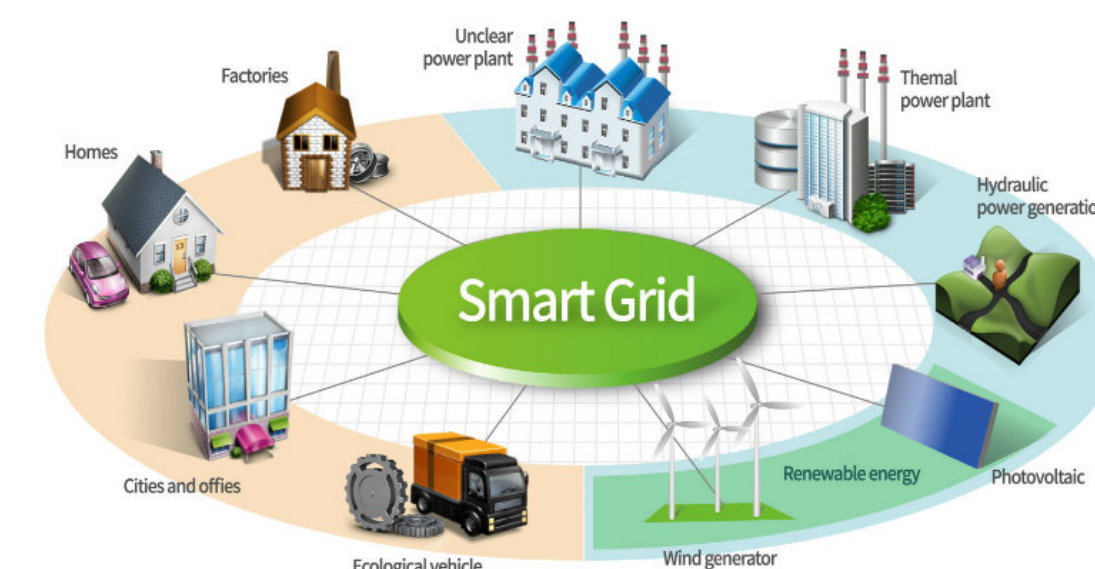 Unclear
power plant
Factories
Themal
power plant
Homes
Hydraulic
power generatio
Smart Grid
Cities and offies
Renewable energy
Photovoltaic
Ecological vehicle
Wind generator